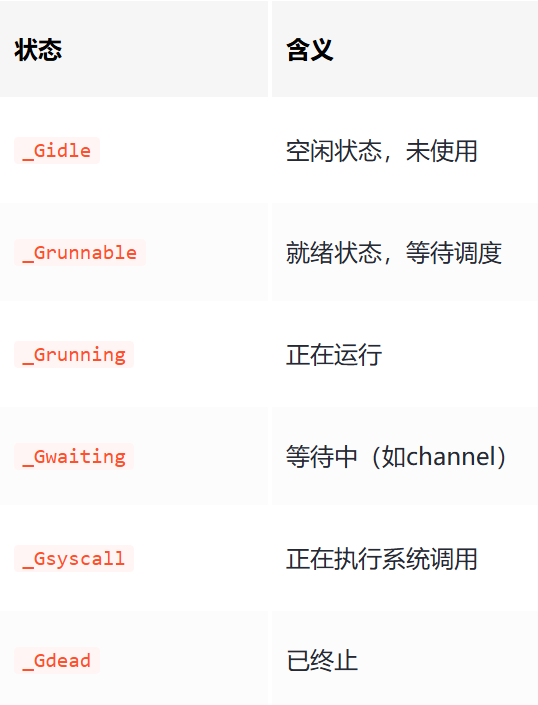 状态 含义
_Gidle 空闲状态，未使用
_Grunnable 就绪状态，等待调度
_Grunning 正在运行
_Gwaiting 等待中（如channel）
_Gsyscall 正在执行系统调用
_Gdead 已终止